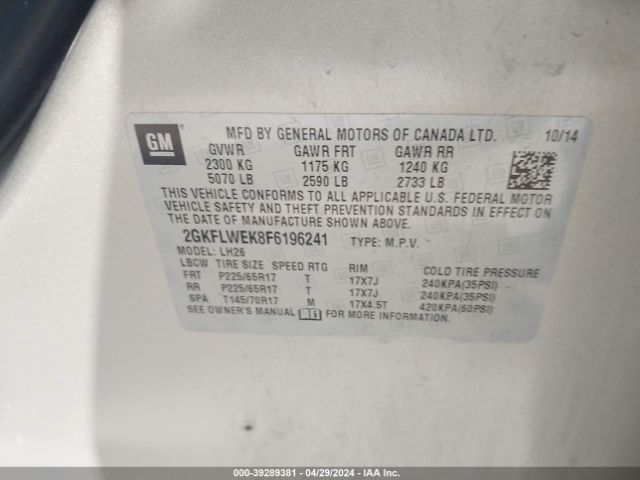 GM
MFD BY GENERAL MOTORS OF CANADA LTD. 10/14
GVWR GAWR FRT GAWR RR
2300 KG 1175 KG 1240 KG
5070 LB 2590 LB 2733 LB
THIS VEHICLE CONFORMS TO ALL APPLICABLE U.S. FEDERAL MOTOR
VEHICLE SAFETY AND THEFT PREVENTION STANDARDS IN EFFECT ON
THE DATE OF MANUFACTURE SHOWN ABOVE.
2GKFLWEK8F6196241 TYPE: M.P.V.
MODEL: LH26
LBCW TIRE SIZE SPEED RTG RIM COLD TIRE PRESSURE
FRT P225/65R17 T 17X7J 240KPA(35PSI)
RR P225/65R17 T 17X7J 240KPA(35PSI)
SPA T145/70R17 M 17X4.5T 420KPA(60PSI)
SEE OWNER'S MANUAL FOR MORE INFORMATION.
000-39289381 - 04/29/2024 - IAA Inc.